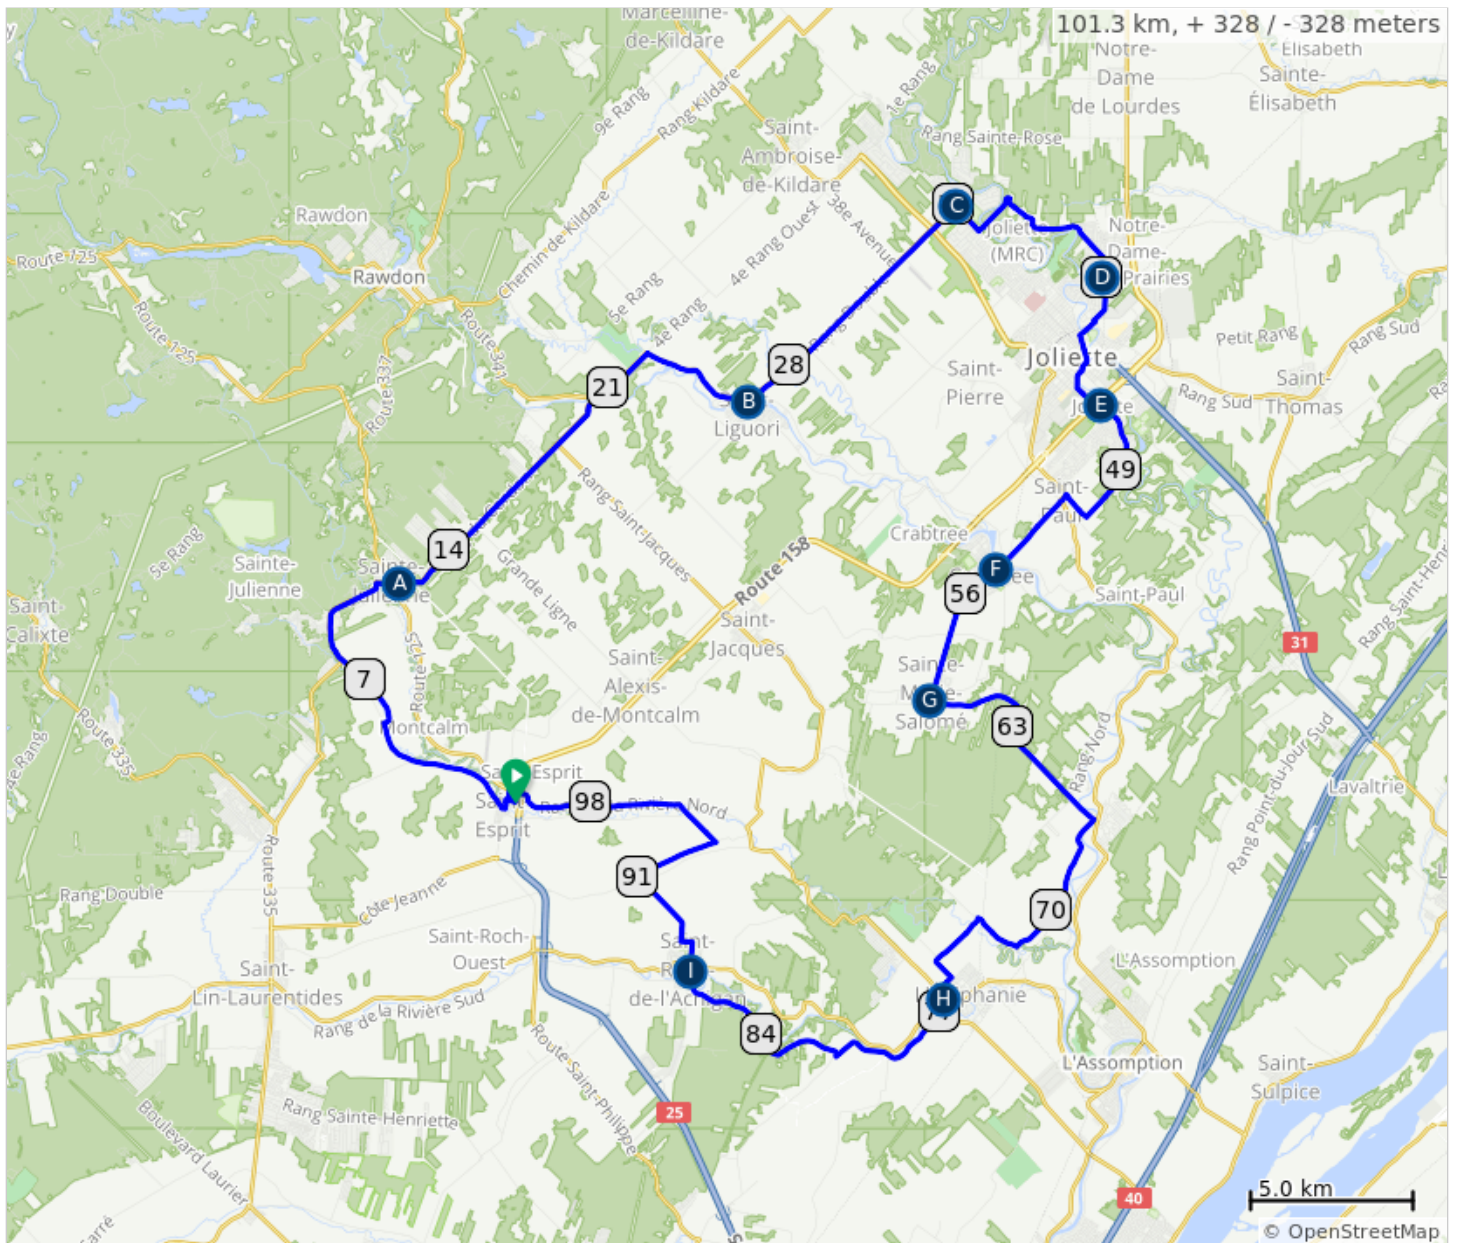 101.3 km, + 328 / - 328 meters
Marcelline-
de-Kildare
Notre-
Dame
de Lourdes
Elisabeth
Sainte-
Élisabeth
9e Rang
Rang Kildare
1e Rang
Rang Sainte-Rose
Saint-
Ambroise-
de-Kildare
38e Avenue
4e Rang Ouest
C
Joliette
(MRC)
Notre-
Dame-
Prairies
D
Rawdon
Chemin de Kildare
Route 125
Rawdon
5e Rang
4e Rang
Route 125
Route 341
Route 337
21
28
B
Liguori
Saint-
Pierre
Joliette
E
Petit Rang
Rang Sud
Rang Sud
Saint-
Thomas
49
Rang Saint-Jacques
Saint-
Paul
Crabtree
14
Grande Ligne
5e Rang
Sainte-
Julienne
A
Route 158
F
56
Saint-Paul
Rang Saint-Henri
Saint-
Calixte
Saint-
Jacques
31
7
Route 125
Saint-
Alexis-
de-Montcalm
G
Salomé
63
Montcalm
Rang Nord
Rang Point-du-Jour Sud
Route 335
4e Rang
Lavaltrie
Saint-
Esprit
98
91
Route 335
Rang Double
Côte Jeanne
70
Saint-Roch-
Ouest
I
de-l'Achigan
L'Assomption
H
Saint-
Lin-Laurentides
Rang de la Rivière Sud
84
Route Saint-Philippe
L'Assomption
Saint-
Sulpice
Rang Sainte Henriette
25
Boulevard Laurier
40
5.0 km
© OpenStreetMap